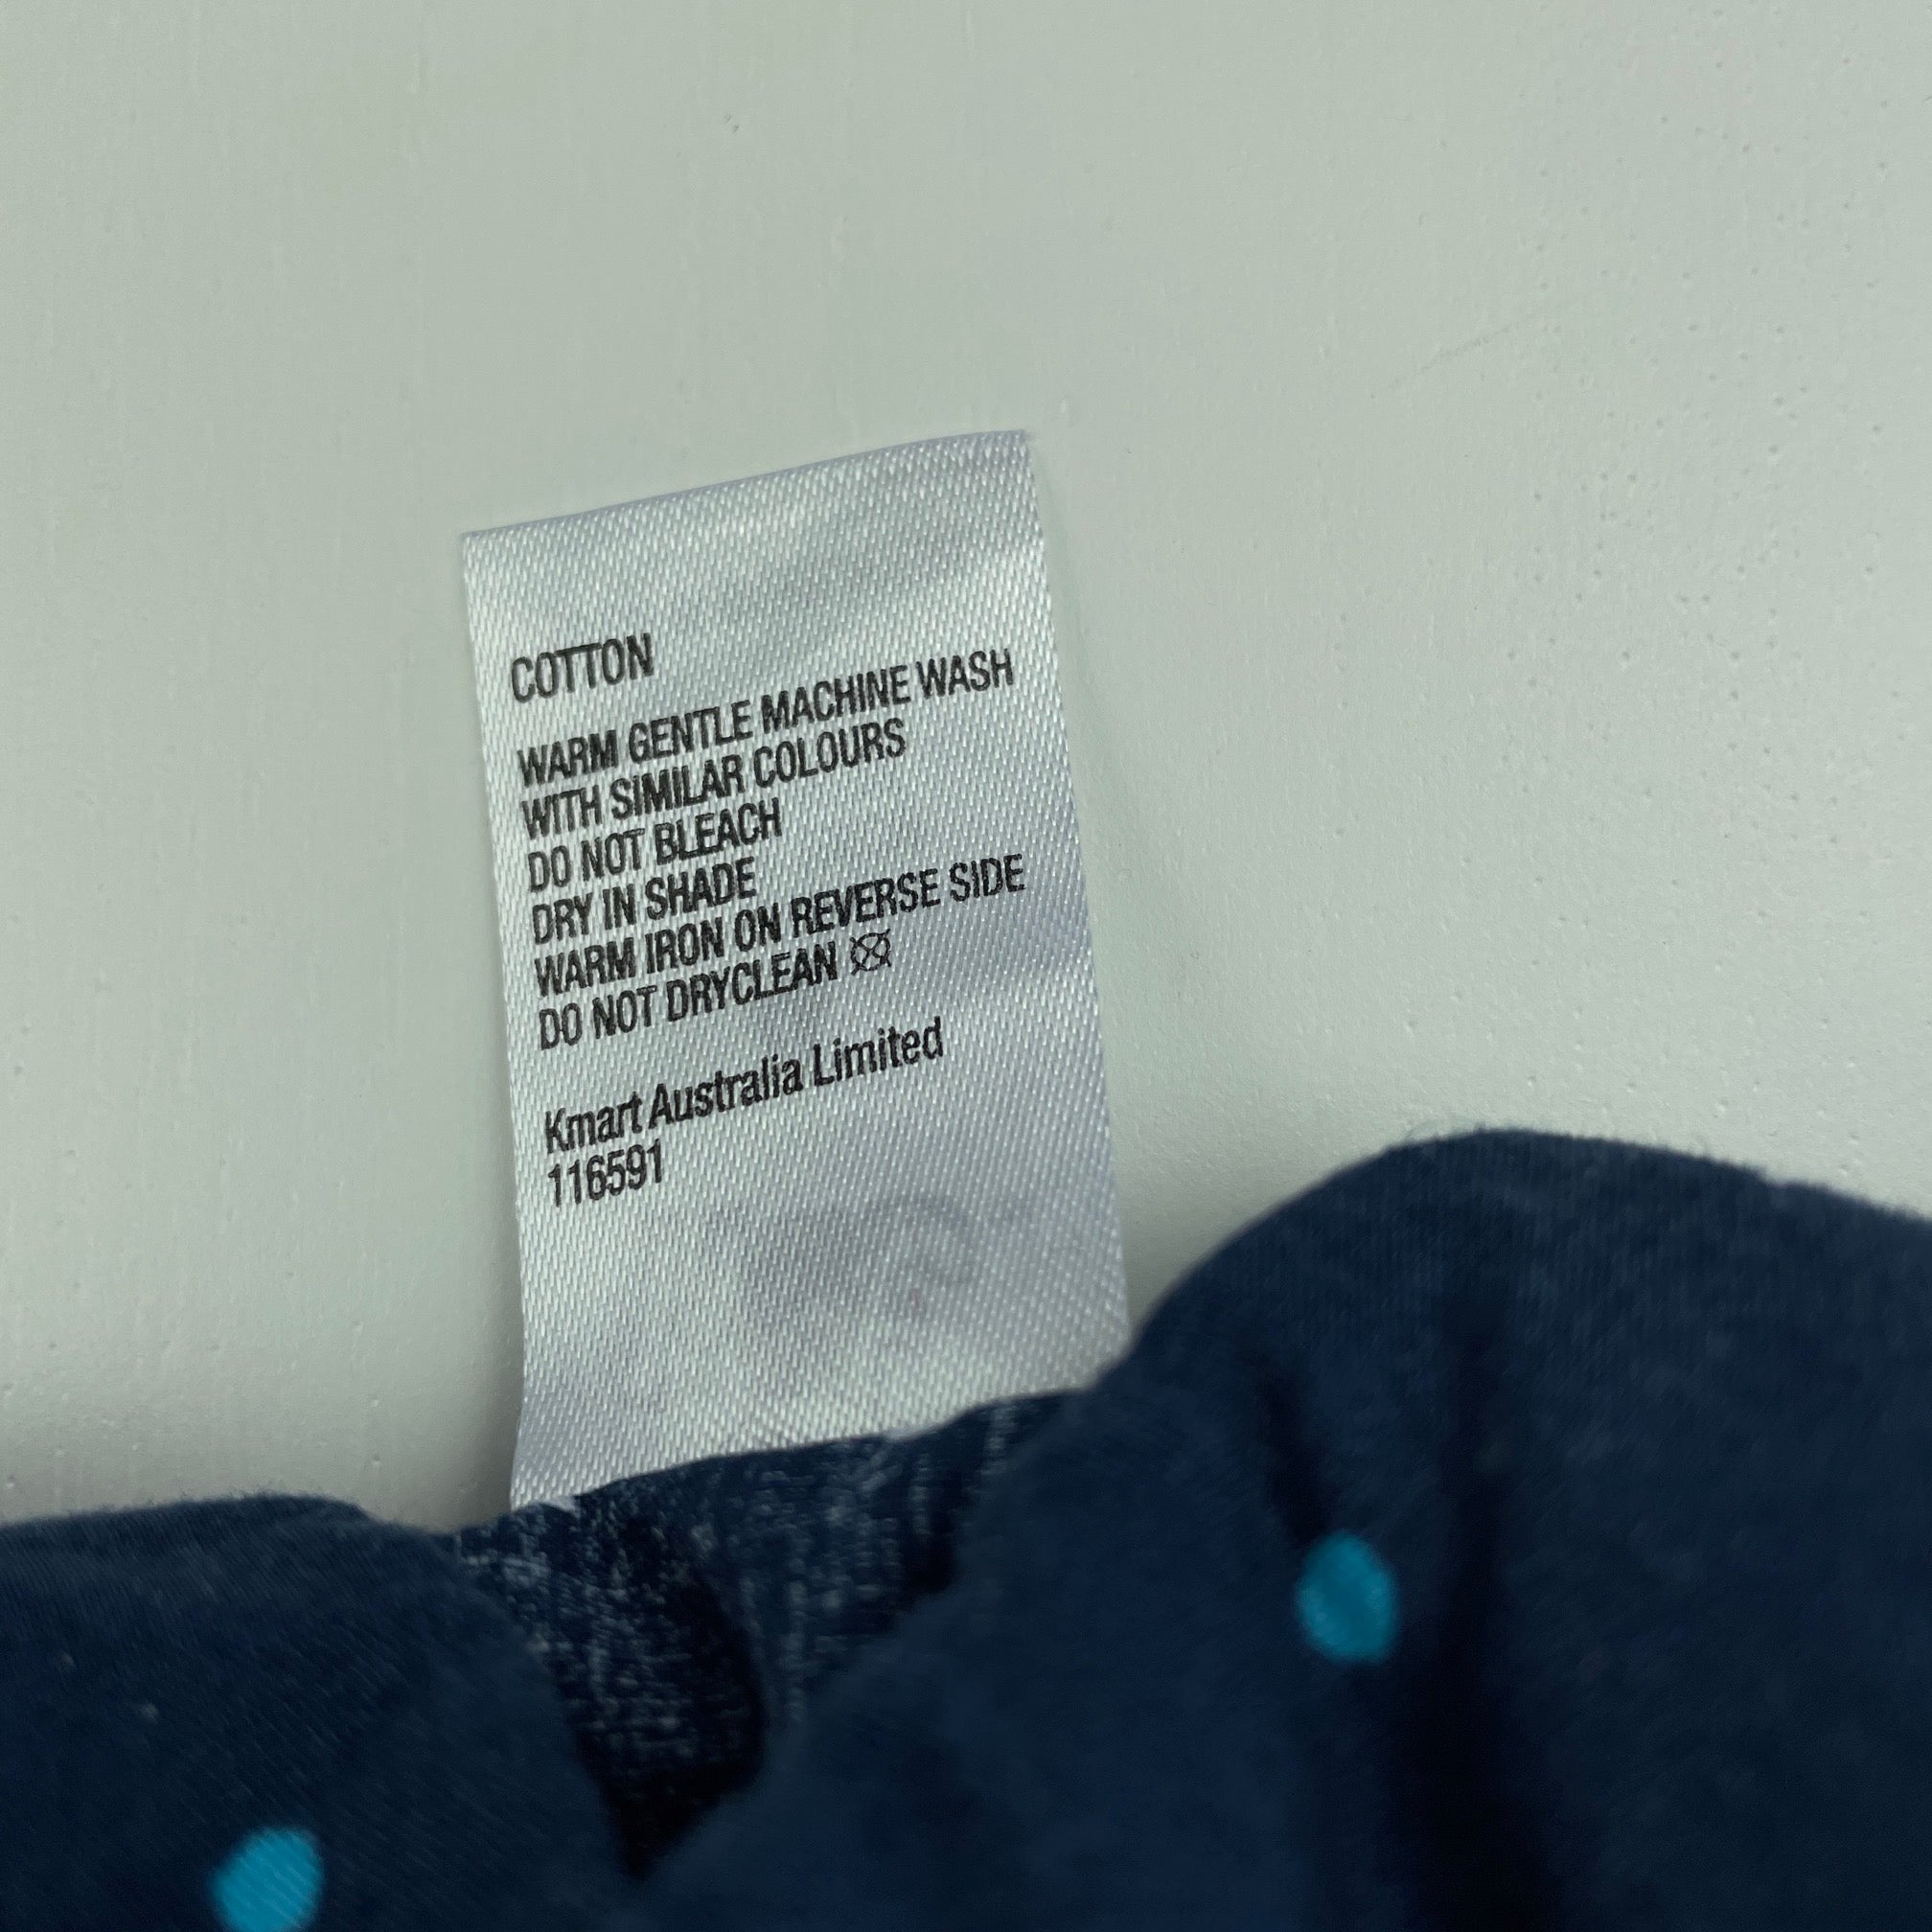 COTTON
WARM GENTLE MACHINE WASH
WITH SIMILAR COLOURS
DO NOT BLEACH
DRY IN SHADE
WARM IRON ON REVERSE SIDE
DO NOT DRYCLEAN
Kmart Australia Limited
116591